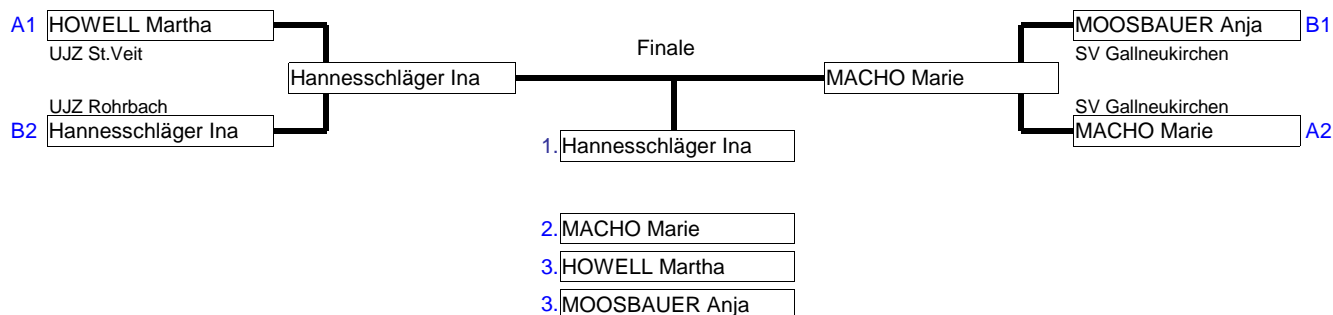 A1 HOWELL Martha
UJZ St.Veit
Hannesschläger Ina
UJZ Rohrbach
B2 Hannesschläger Ina
Finale
MOOSBAUER Anja B1
SV Gallneukirchen
MACHO Marie
SV Gallneukirchen
MACHO Marie A2
1. Hannesschläger Ina
2. MACHO Marie
3. HOWELL Martha
3. MOOSBAUER Anja